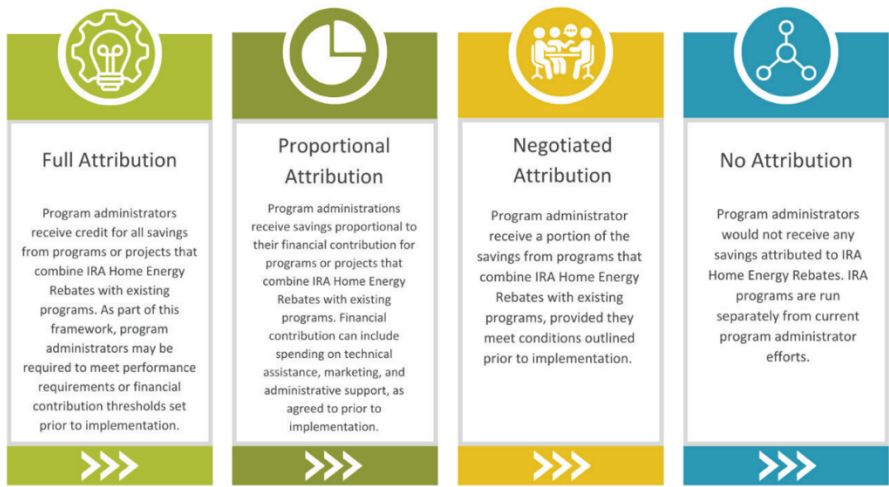 Full Attribution
Program administrators
receive credit for all savings
from programs or projects that
combine IRA Home Energy
Rebates with existing
programs. As part of this
framework, program
administrators may be
required to meet performance
requirements or financial
contribution thresholds set
prior to implementation.
Proportional
Attribution
Program administrations
receive savings proportional to
their financial contribution for
programs or projects that
combine IRA Home Energy
Rebates with existing
programs. Financial
contribution can include
spending on technical
assistance, marketing, and
administrative support, as
agreed to prior to
implementation.
Negotiated
Attribution
Program administrator
receive a portion of the
savings from programs that
combine IRA Home Energy
Rebates with existing
programs, provided they
meet conditions outlined
prior to implementation.
No Attribution
Program administrators
would not receive any
savings attributed to IRA
Home Energy Rebates. IRA
programs are run
separately from current
program administrator
efforts.